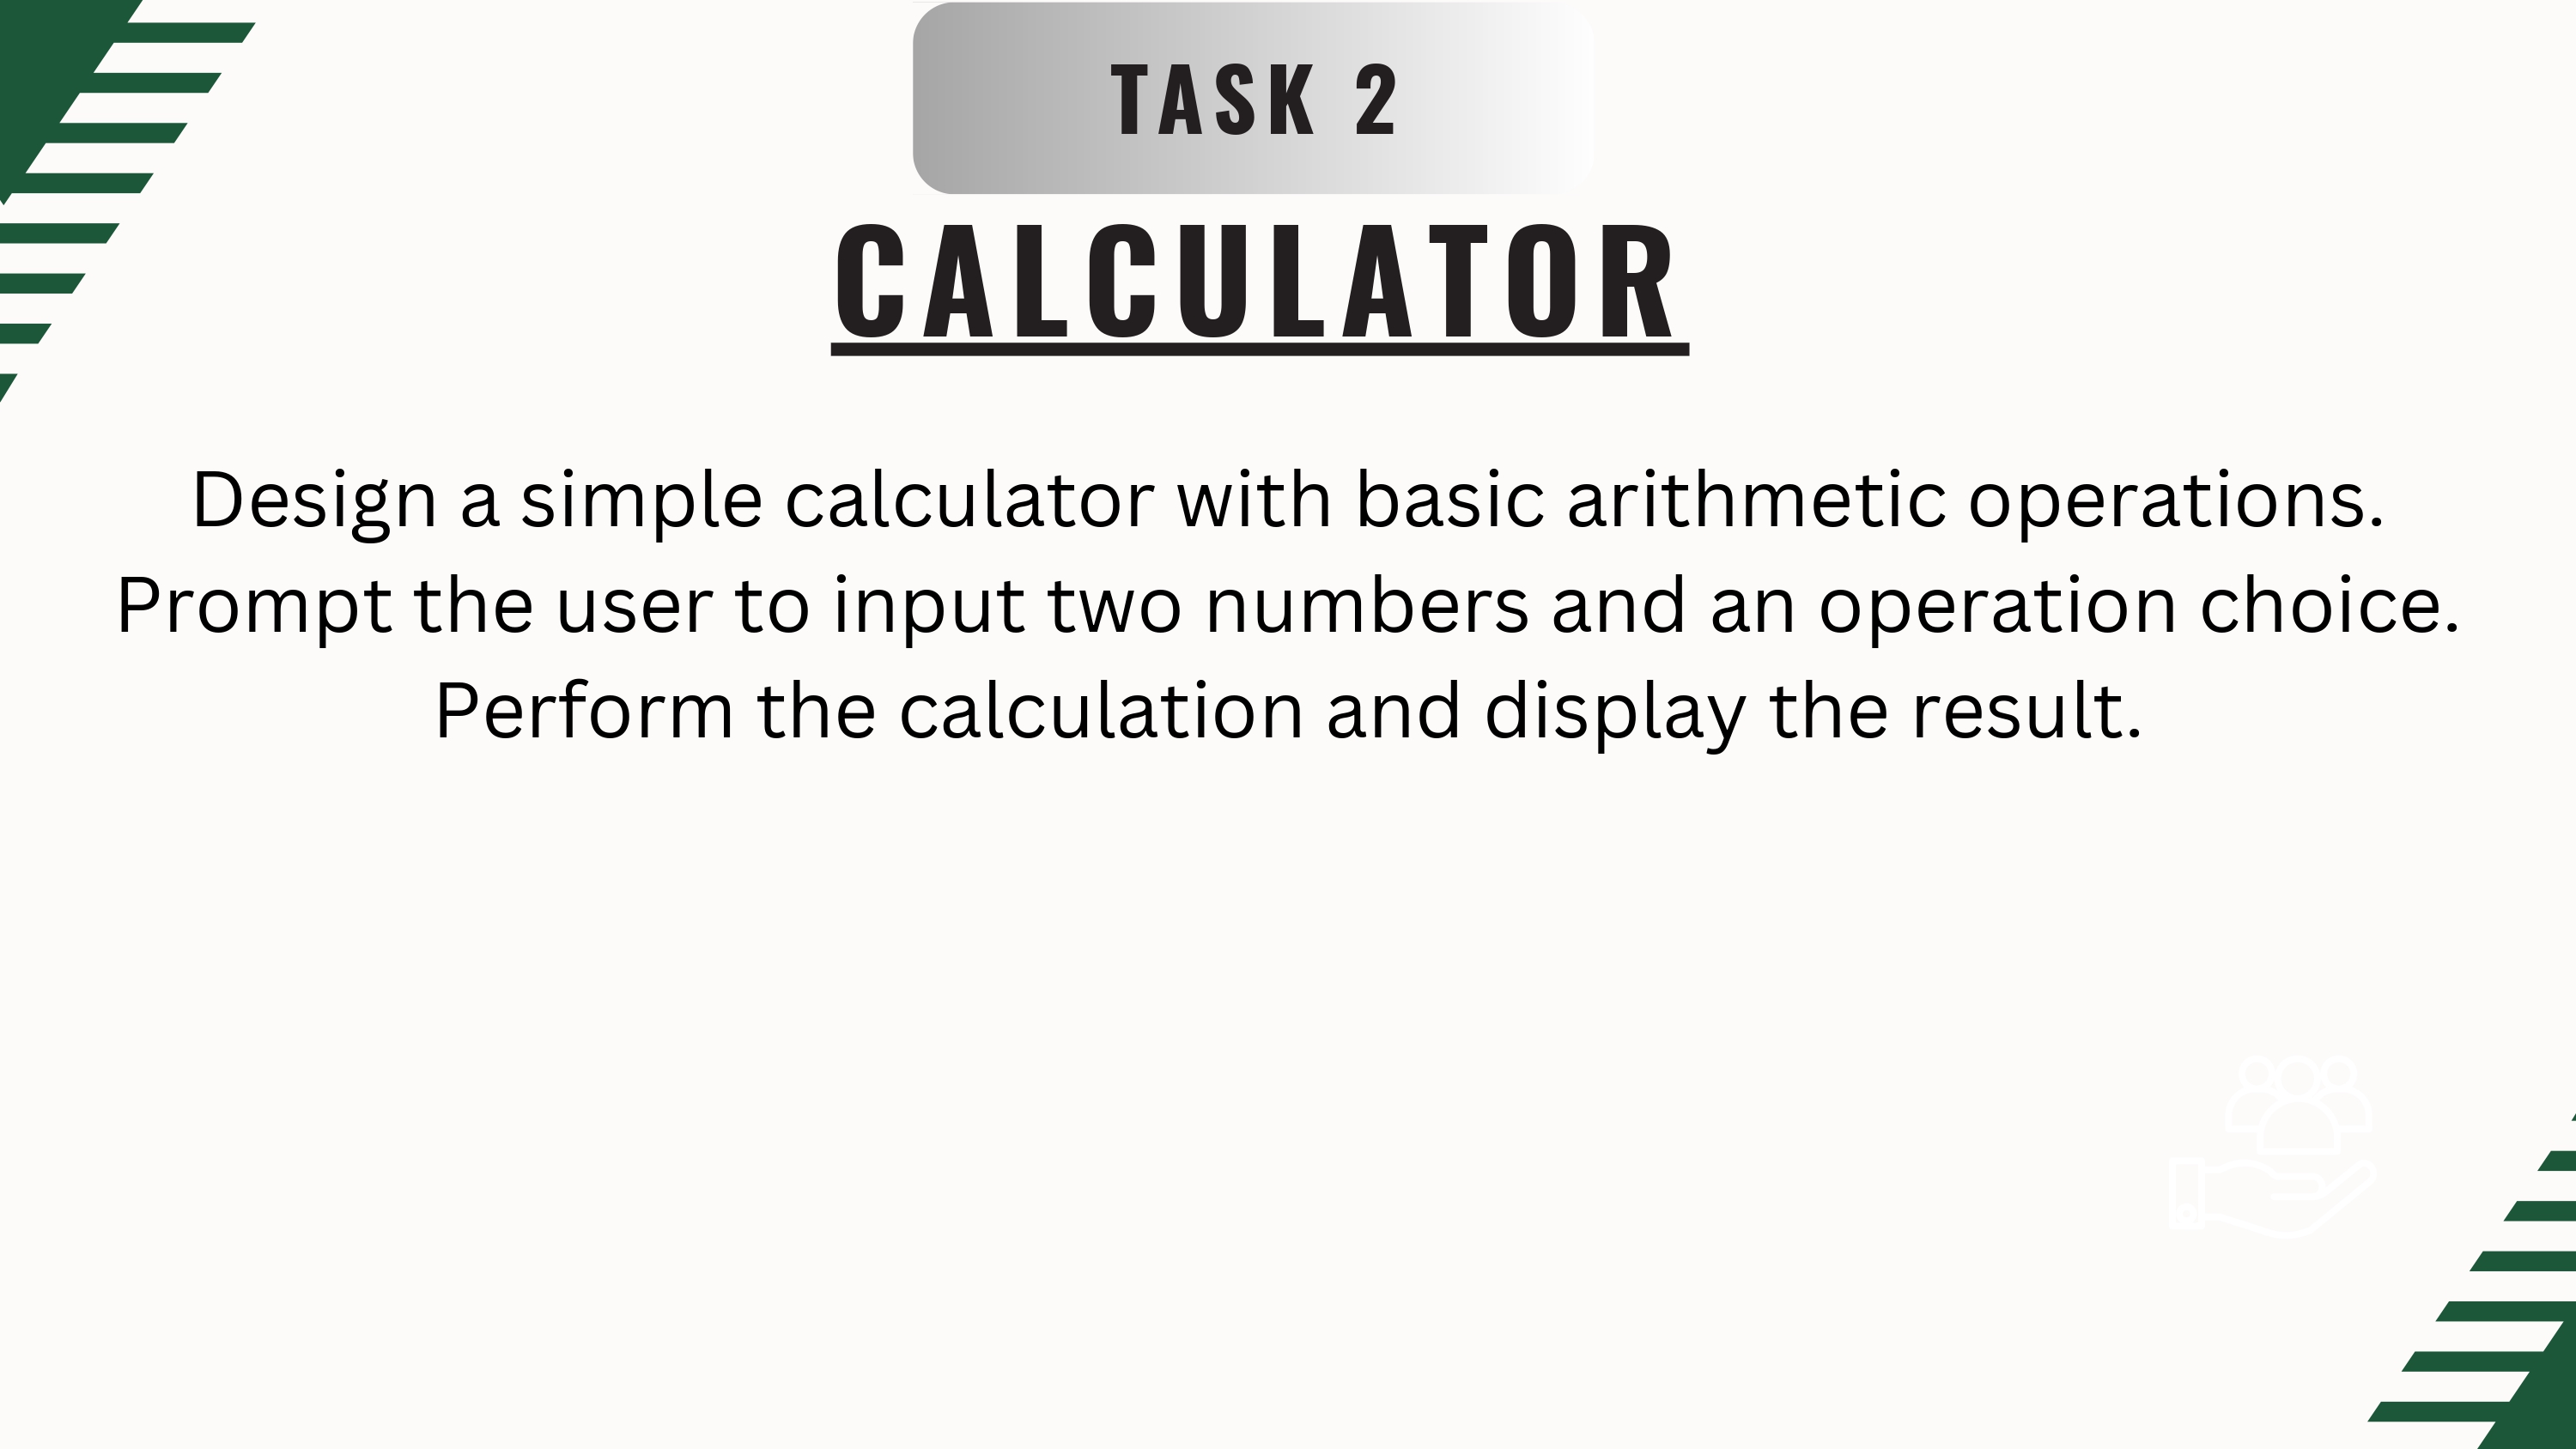 TASK 2
CALCULATOR
Design a simple calculator with basic arithmetic operations.
Prompt the user to input two numbers and an operation choice.
Perform the calculation and display the result.